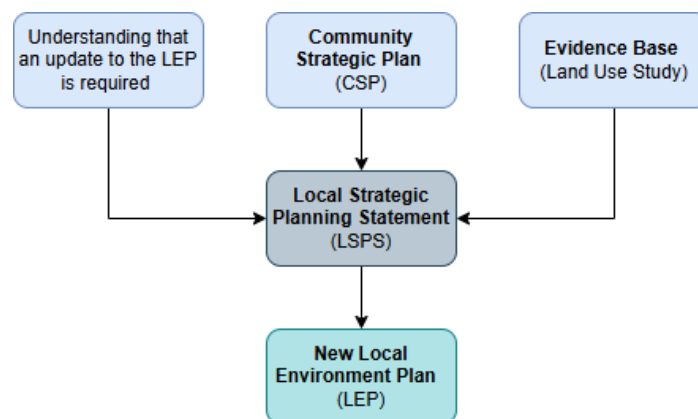 Understanding that
an update to the LEP
is required
Community
Strategic Plan
(CSP)
Evidence Base
(Land Use Study)
Local Strategic
Planning Statement
(LSPS)
New Local
Environment Plan
(LEP)